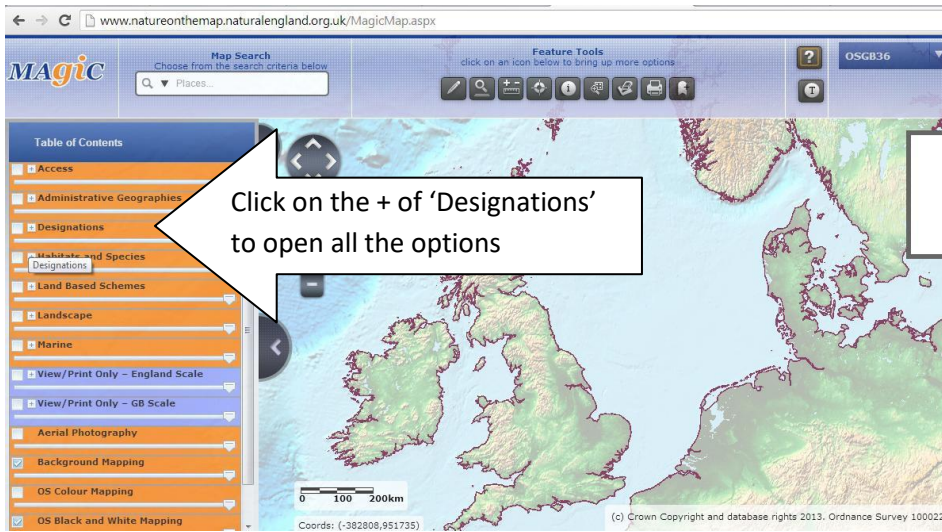 www.natureonthemap.naturalengland.org.uk/MagicMap.aspx
MAgiC
Map Search
Choose from the search criteria below
Places...
Feature Tools
click on an icon below to bring up more options
?
OSGB36
T
Table of Contents
Access
Administrative Geographies
Designations
Habitats and Species
Designations
Land Based Schemes
Landscape
Marine
View/Print Only – England Scale
View/Print Only – GB Scale
Aerial Photography
Background Mapping
OS Colour Mapping
OS Black and White Mapping
Click on the + of ‘Designations’
to open all the options
0 100 200km
Coords: (-382808,951735)
(c) Crown Copyright and database rights 2013. Ordnance Survey 100022